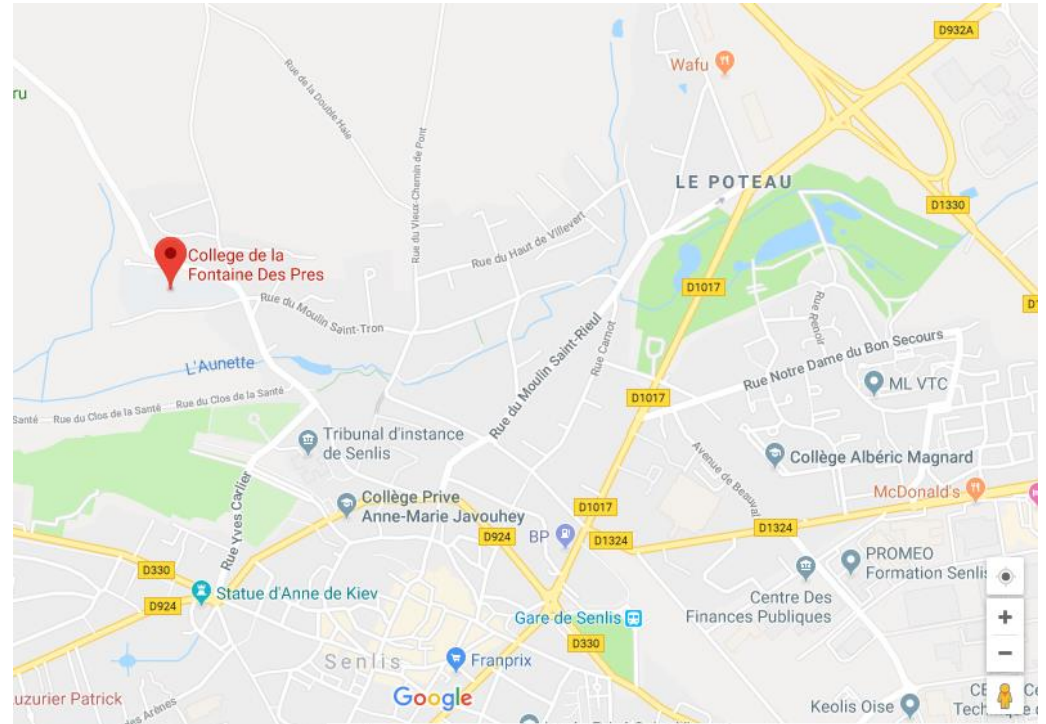 D932A
Wafu
ru
Rue de la Double Haie
Rue du Vieux-Chemin de Pont
LE POTEAU
D1330
College de la
Fontaine Des Pres
Rue du Haut de Villevert
D1017
Rue du Moulin Saint-Tron
Rue du Moulin Saint-Rieul
Rue Carnot
Rue Renoir
Rue Notre Dame du Bon Secours
L'Aunette
ML VTC
D1017
Santé
Rue du Clos de la Santé
Rue du Clos de la Santé
Tribunal d'instance
de Senlis
Avenue de Beauval
Collège Albéric Magnard
McDonald's
Rue Yves Carlier
Collège Prive
Anne-Marie Javouhey
D1017
D924
BP
D1324
D1324
PROMEO
Formation Senlis
D330
Statue d'Anne de Kiev
D924
Centre Des
Finances Publiques
Gare de Senlis
D330
Senlis
Franprix
uzurier Patrick
des Arènes
Google
Keolis Oise